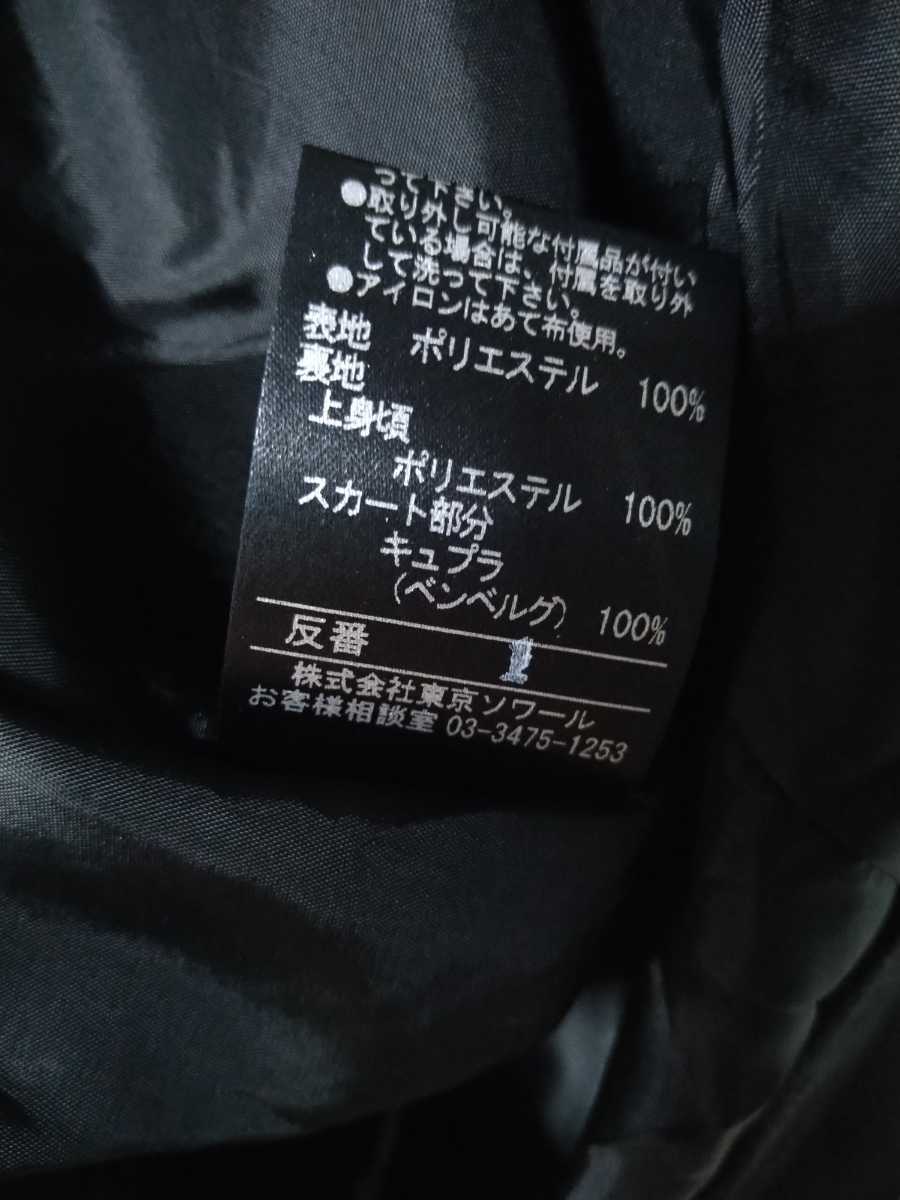 って下さい。
●取り外し可能な付属品が付い
ている場合は、付属を取り外
して洗って下さい。
●アイロンはあて布使用。
表地 ポリエステル 100%
裏地
上身頃
ポリエステル 100%
スカート部分
キュプラ
(ベンベルグ) 100%
反番 1
株式会社東京ソワール
お客様相談室 03-3475-1253